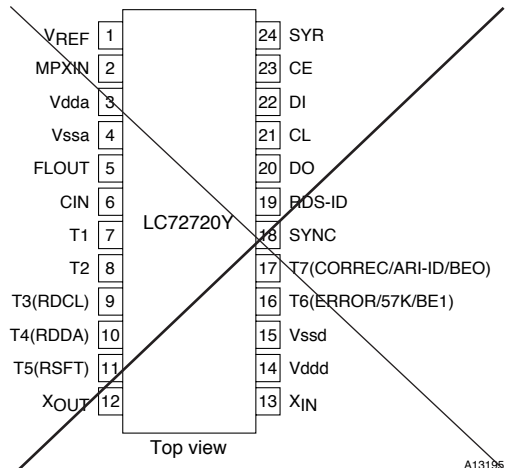 VREF 1 24 SYR
MPXIN 2 23 CE
Vdda 3 22 DI
Vssa 4 21 CL
FLOUT 5 20 DO
CIN 6 19 RDS-ID
LC72720Y
T1 7 18 SYNC
T2 8 17 T7(CORREC/ARI-ID/BEO)
T3(RDCL) 9 16 T6(ERROR/57K/BE1)
T4(RDDA) 10 15 Vssd
T5(RSFT) 11 14 Vddd
XOUT 12 13 XIN
Top view
A13195